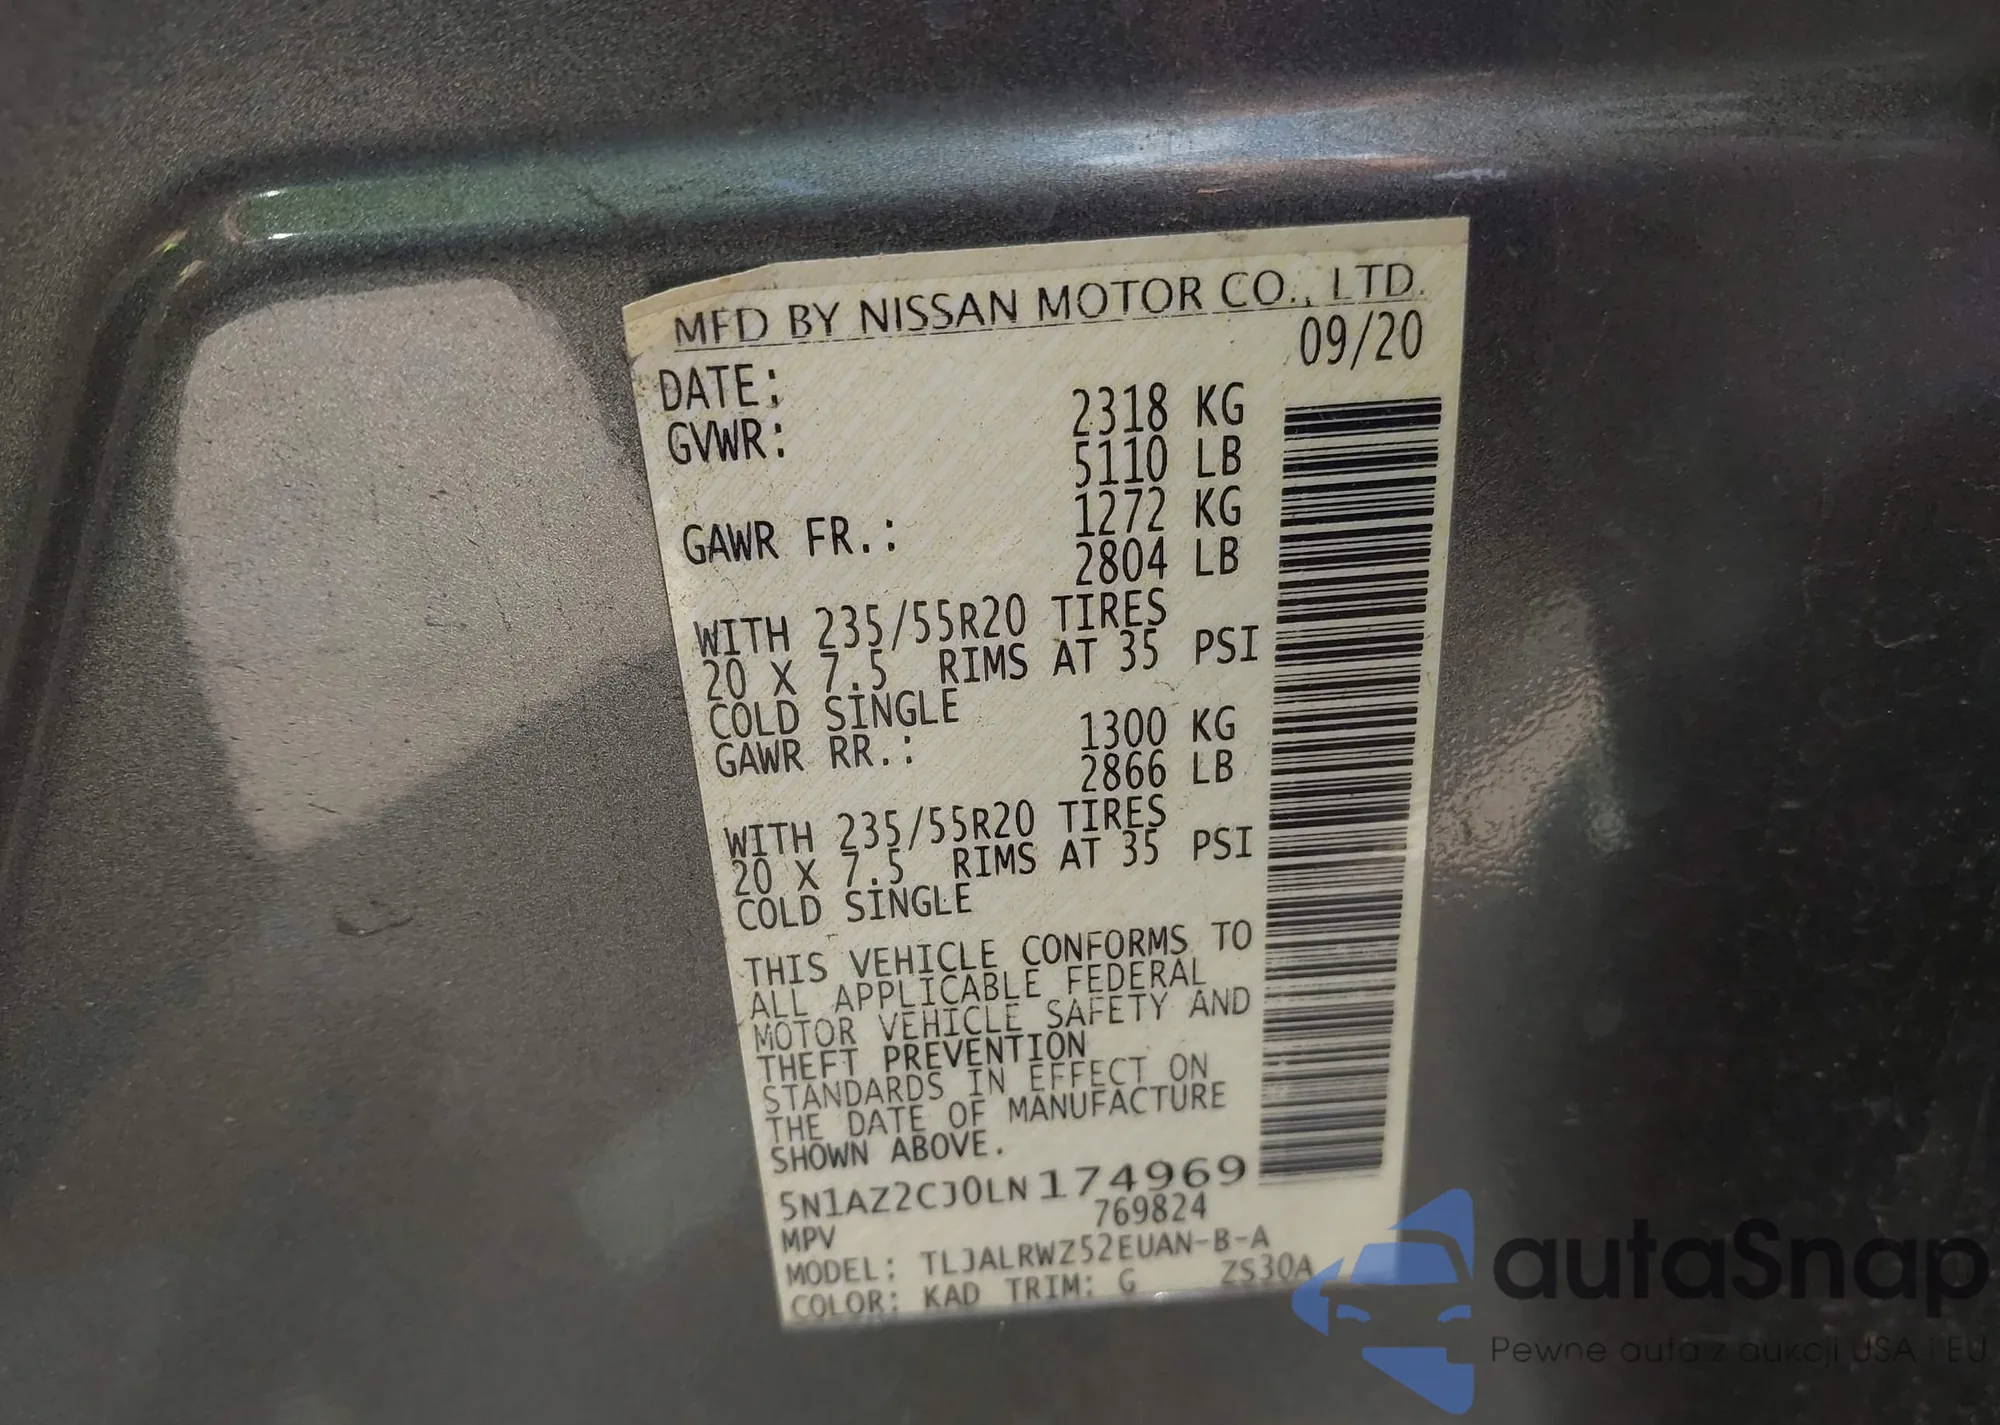 MFD BY NISSAN MOTOR CO., LTD.
DATE: 09/20
GVWR: 2318 KG
5110 LB
GAWR FR.: 1272 KG
2804 LB
WITH 235/55R20 TIRES
20 X 7.5 RIMS AT 35 PSI
COLD SINGLE
GAWR RR.: 1300 KG
2866 LB
WITH 235/55R20 TIRES
20 X 7.5 RIMS AT 35 PSI
COLD SINGLE
THIS VEHICLE CONFORMS TO
ALL APPLICABLE FEDERAL
MOTOR VEHICLE SAFETY AND
THEFT PREVENTION
STANDARDS IN EFFECT ON
THE DATE OF MANUFACTURE
SHOWN ABOVE.
5N1AZ2CJ0LN174969
MPV 769824
MODEL: TLJALRWZ52EUAN-B-A
COLOR: KAD TRIM: G ZS30A
autaSnap
Pewne auta z aukcji USA i EU